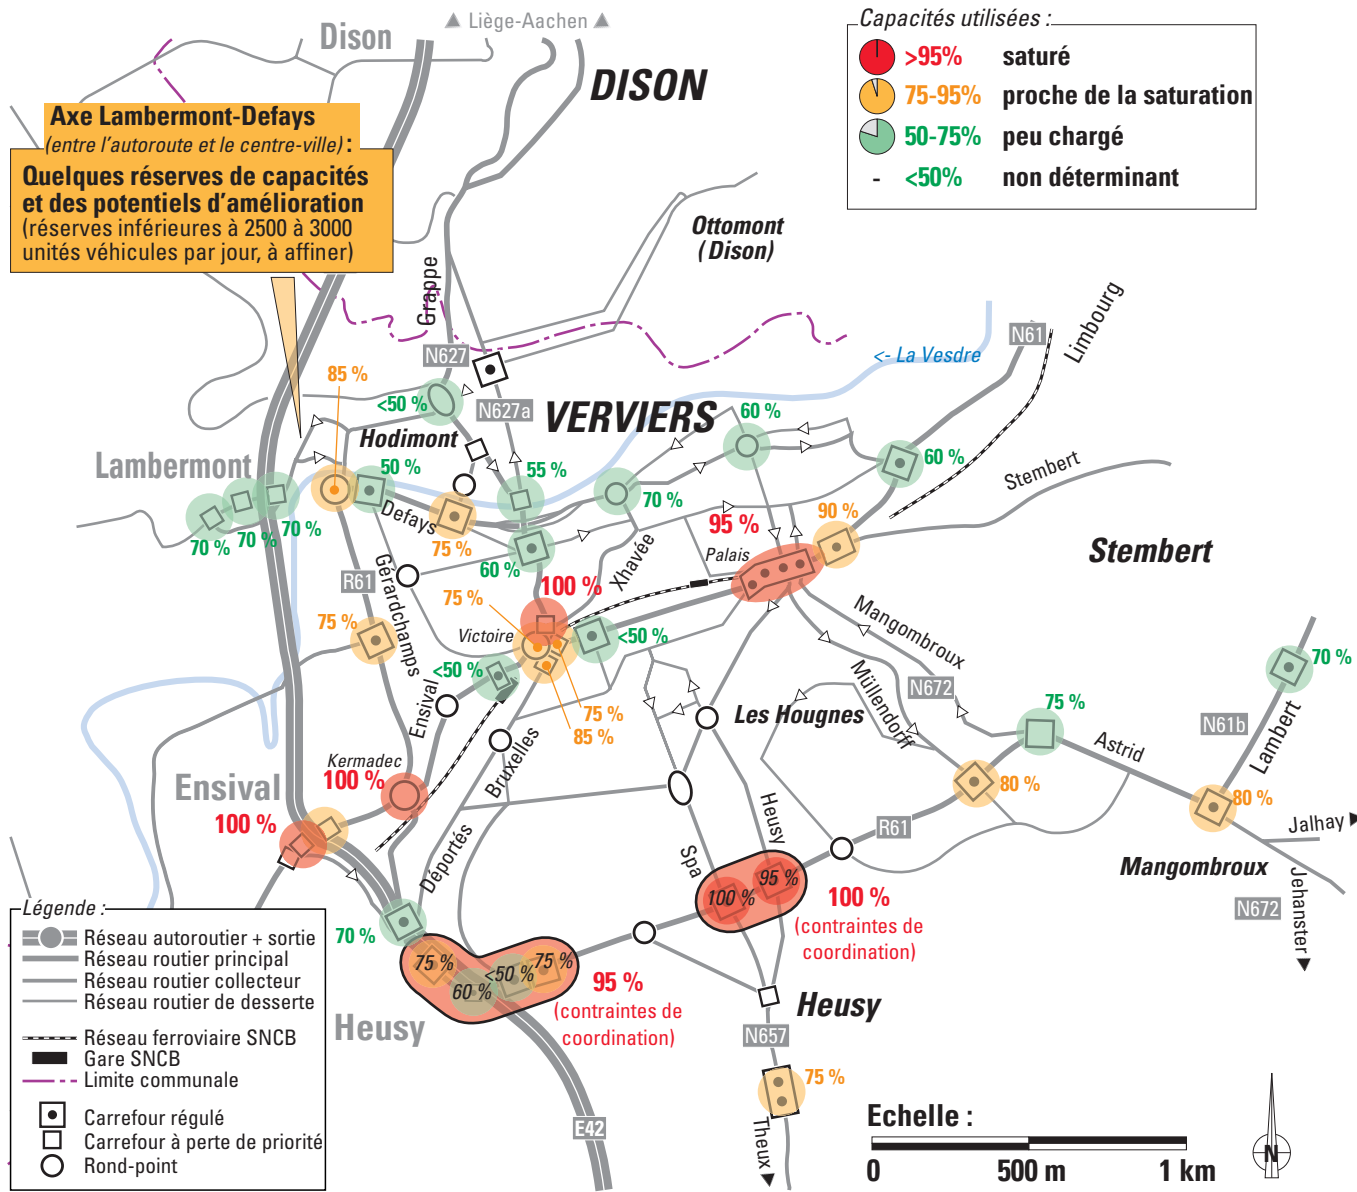 ▲ Liège-Aachen ▲
Dison
DISON
Capacités utilisées :
>95% saturé
75-95% proche de la saturation
50-75% peu chargé
- <50% non déterminant
Axe Lambermont-Defays
(entre l'autoroute et le centre-ville) :
Quelques réserves de capacités
et des potentiels d'amélioration
(réserves inférieures à 2500 à 3000
unités véhicules par jour, à affiner)
Ottomont
(Dison)
Grappe
N627
N61
Limbourg
<- La Vesdre
85 %
<50 %
N627a
VERVIERS
60 %
Hodimont
Lambermont
50 %
55 %
60 %
Stembert
70 %
Defays
70 %
70 %
70 %
75 %
95 %
90 %
Palais
Stembert
60 %
Xhavée
R61
Gérardchamps
100 %
75 %
75 %
Victoire
<50 %
<50 %
Mangombroux
Müllendorff
N672
70 %
Ensival
75 %
85 %
Les Hougnes
75 %
N61b
Lambert
Astrid
Bruxelles
Kermadec
100 %
Ensival
100 %
80 %
80 %
Heusy
R61
Jalhay
Spa
Déportés
Mangombroux
95 %
100 %
100 %
(contraintes de
coordination)
N672
Jehanster
Légende :
Réseau autoroutier + sortie
Réseau routier principal
Réseau routier collecteur
Réseau routier de desserte
Réseau ferroviaire SNCB
Gare SNCB
Limite communale
Carrefour régulé
Carrefour à perte de priorité
Rond-point
70 %
75 %
60 %
<50 %
75 %
95 %
(contraintes de
coordination)
Heusy
Heusy
N657
75 %
Theux
E42
Echelle :
0 500 m 1 km
N